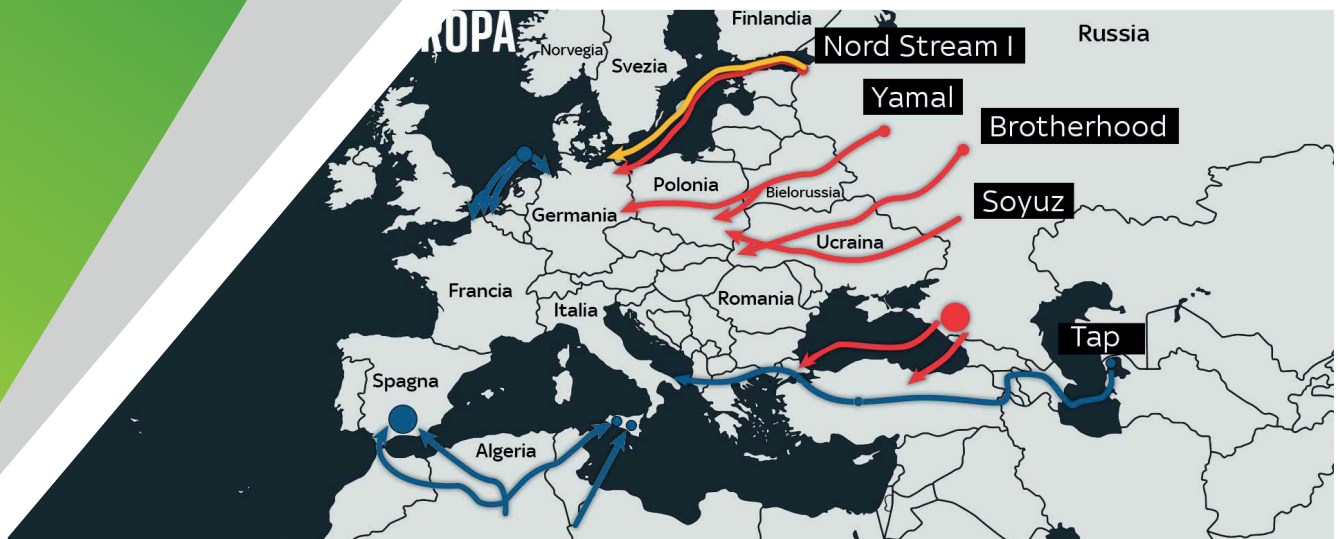 ROPA
Finlandia
Nord Stream I
Russia
Norvegia
Svezia
Yamal
Brotherhood
Polonia
Bielorussia
Soyuz
Germania
Ucraina
Francia
Romania
Italia
Tap
Spagna
Algeria